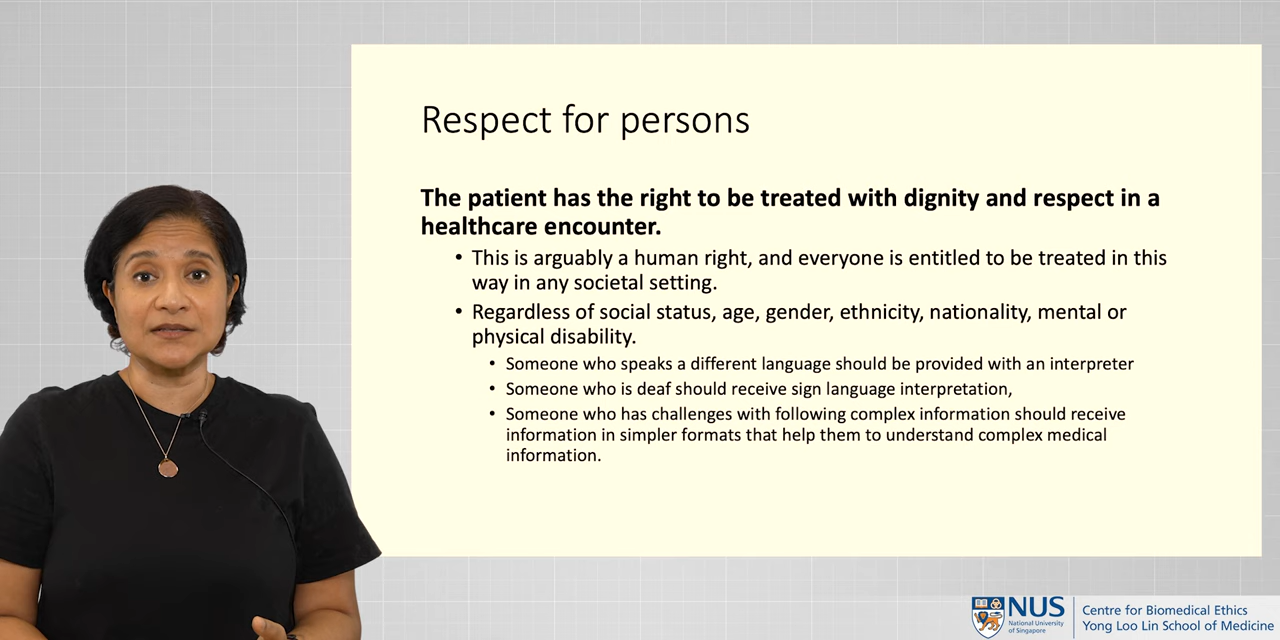 Respect for persons
The patient has the right to be treated with dignity and respect in a
healthcare encounter.
• This is arguably a human right, and everyone is entitled to be treated in this
way in any societal setting.
• Regardless of social status, age, gender, ethnicity, nationality, mental or
physical disability.
• Someone who speaks a different language should be provided with an interpreter
• Someone who is deaf should receive sign language interpretation,
• Someone who has challenges with following complex information should receive
information in simpler formats that help them to understand complex medical
information.
NUS
National University
of Singapore
Centre for Biomedical Ethics
Yong Loo Lin School of Medicine